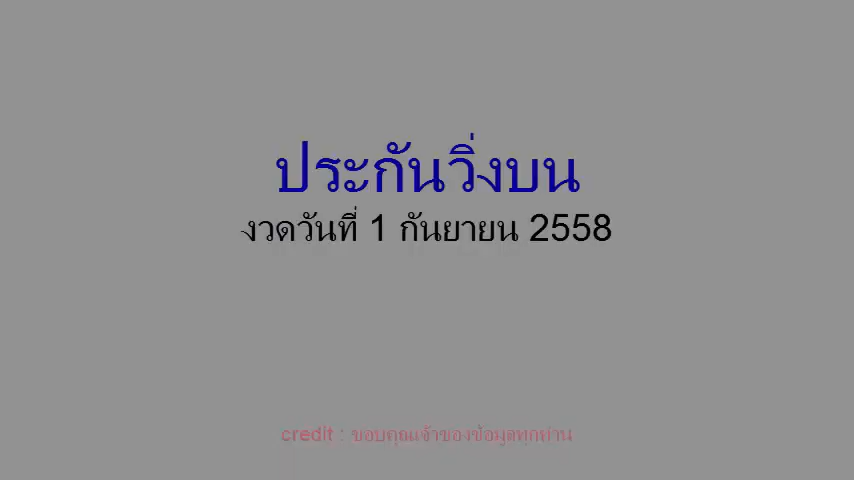 ประกันวิ่งบน
งวดวันที่ 1 กันยายน 2558
credit : ขอบคุณเจ้าของข้อมูลทุกท่าน